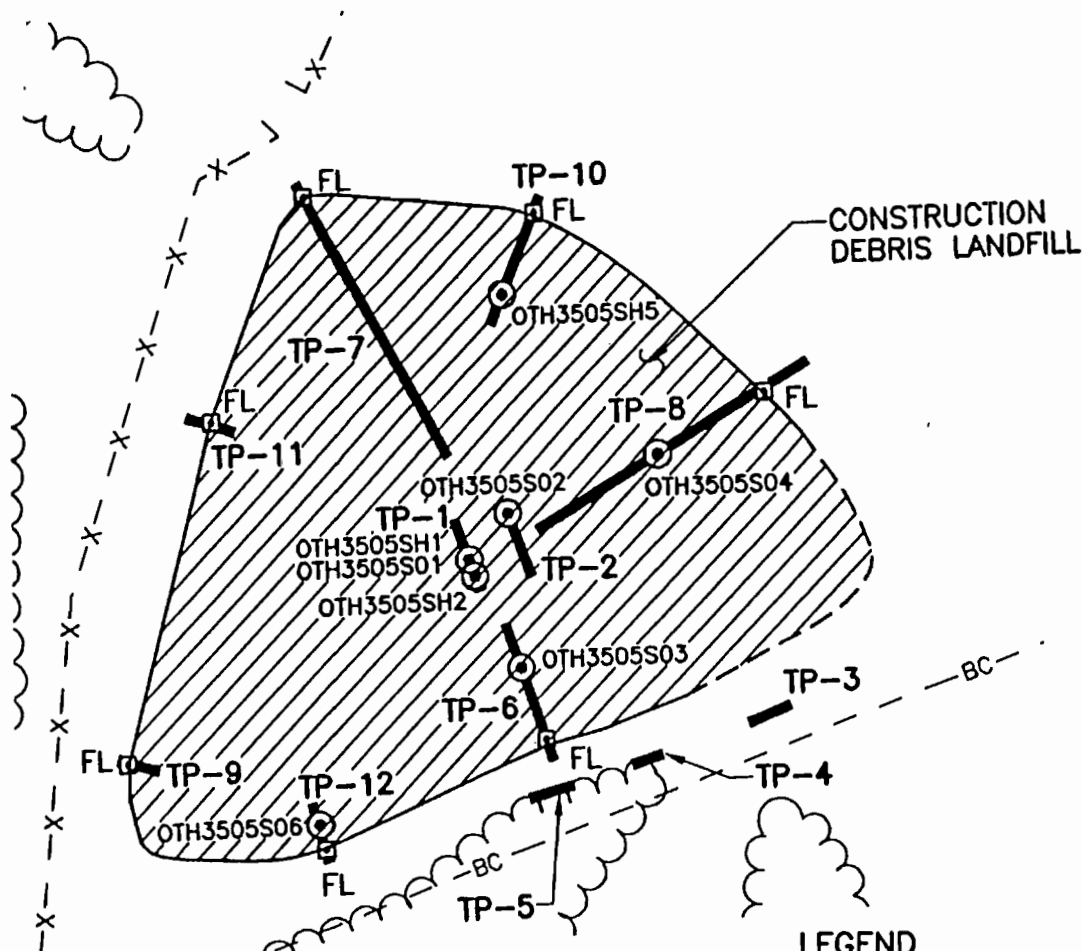 FL
TP-10
FL
CONSTRUCTION
DEBRIS LANDFILL
OTH3505SH5
TP-7
FL
TP-8
FL
TP-11
OTH3505S02
OTH3505S04
TP-1
OTH3505SH1
OTH3505S01
TP-2
OTH3505SH2
OTH3505S03
BC
TP-3
TP-6
FL
FL
TP-9
TP-12
TP-4
OTH3505S06
BC
FL
TP-5
LEGEND